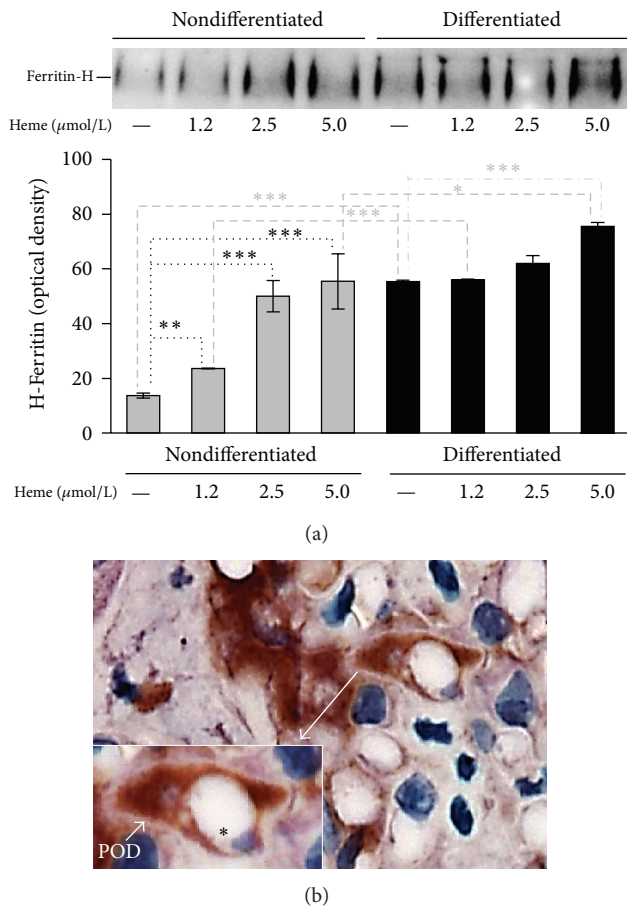 Nondifferentiated Differentiated
Ferritin-H
Heme (μmol/L) — 1.2 2.5 5.0 — 1.2 2.5 5.0
100
80
60
40
20
0
H-Ferritin (optical density)
***
*** *
***
***
***
**
Nondifferentiated Differentiated
Heme (μmol/L) — 1.2 2.5 5.0 — 1.2 2.5 5.0
(a)
*
POD
(b)